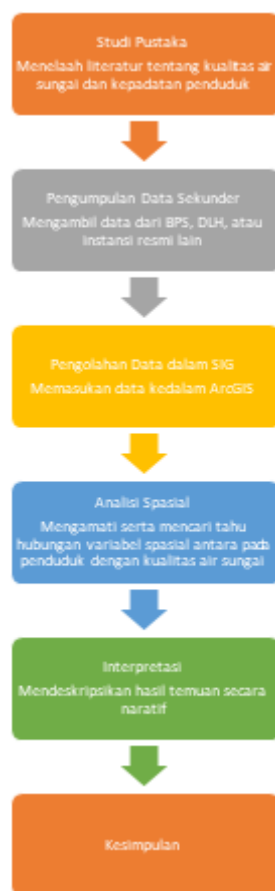 Studi Pustaka
Menelaah literatur tentang kualitas air
sungai dan kepadatan penduduk
Pengumpulan Data Sekunder
Mengambil data dari BPS, DLH, atau
instansi resmi lain
Pengolahan Data dalam SIG
Memasukan data kedalam ArcGIS
Analisi Spasial
Mengamati serta mencari tahu
hubungan variabel spasial antara pada
penduduk dengan kualitas air sungai
Interpretasi
Mendeskripsikan hasil temuan secara
naratif
Kesimpulan